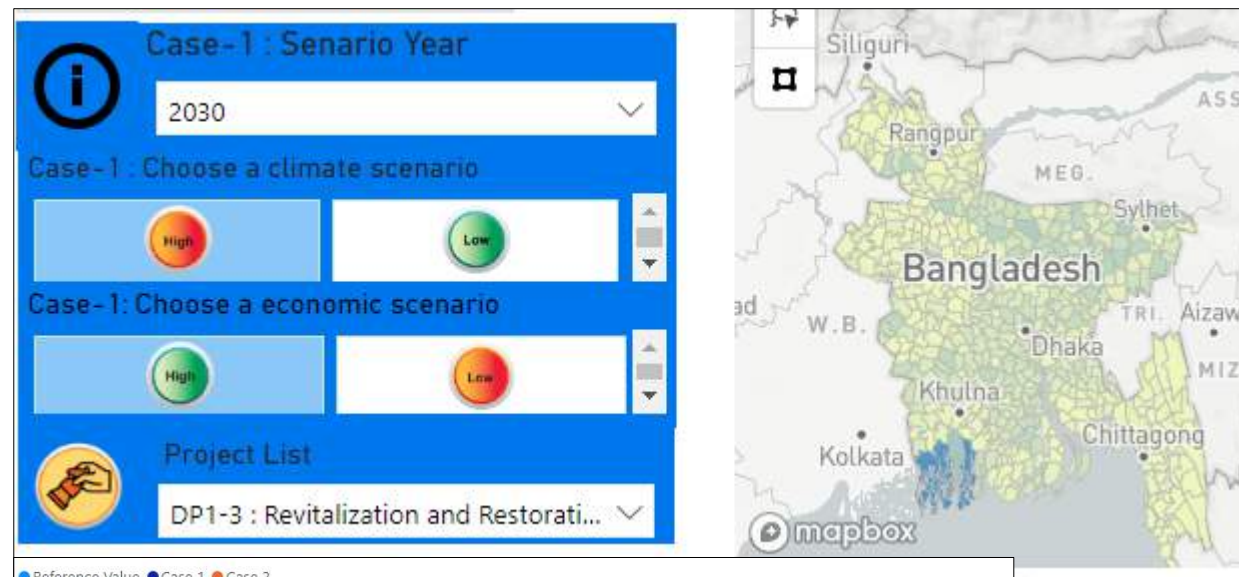 Case-1 : Senario Year
2030
Case-1 : Choose a climate scenario
High
Low
Case-1: Choose a economic scenario
High
Low
Project List
DP1-3 : Revitalization and Restorati...
Siliguri
ASS
Rangpur
MEG.
Sylhet
Bangladesh
ad
W.B.
TRI.
Aizaw
Dhaka
MIZ
Khulna
Chittagong
Kolkata
mapbox
Reference Value Case 1 Case 2